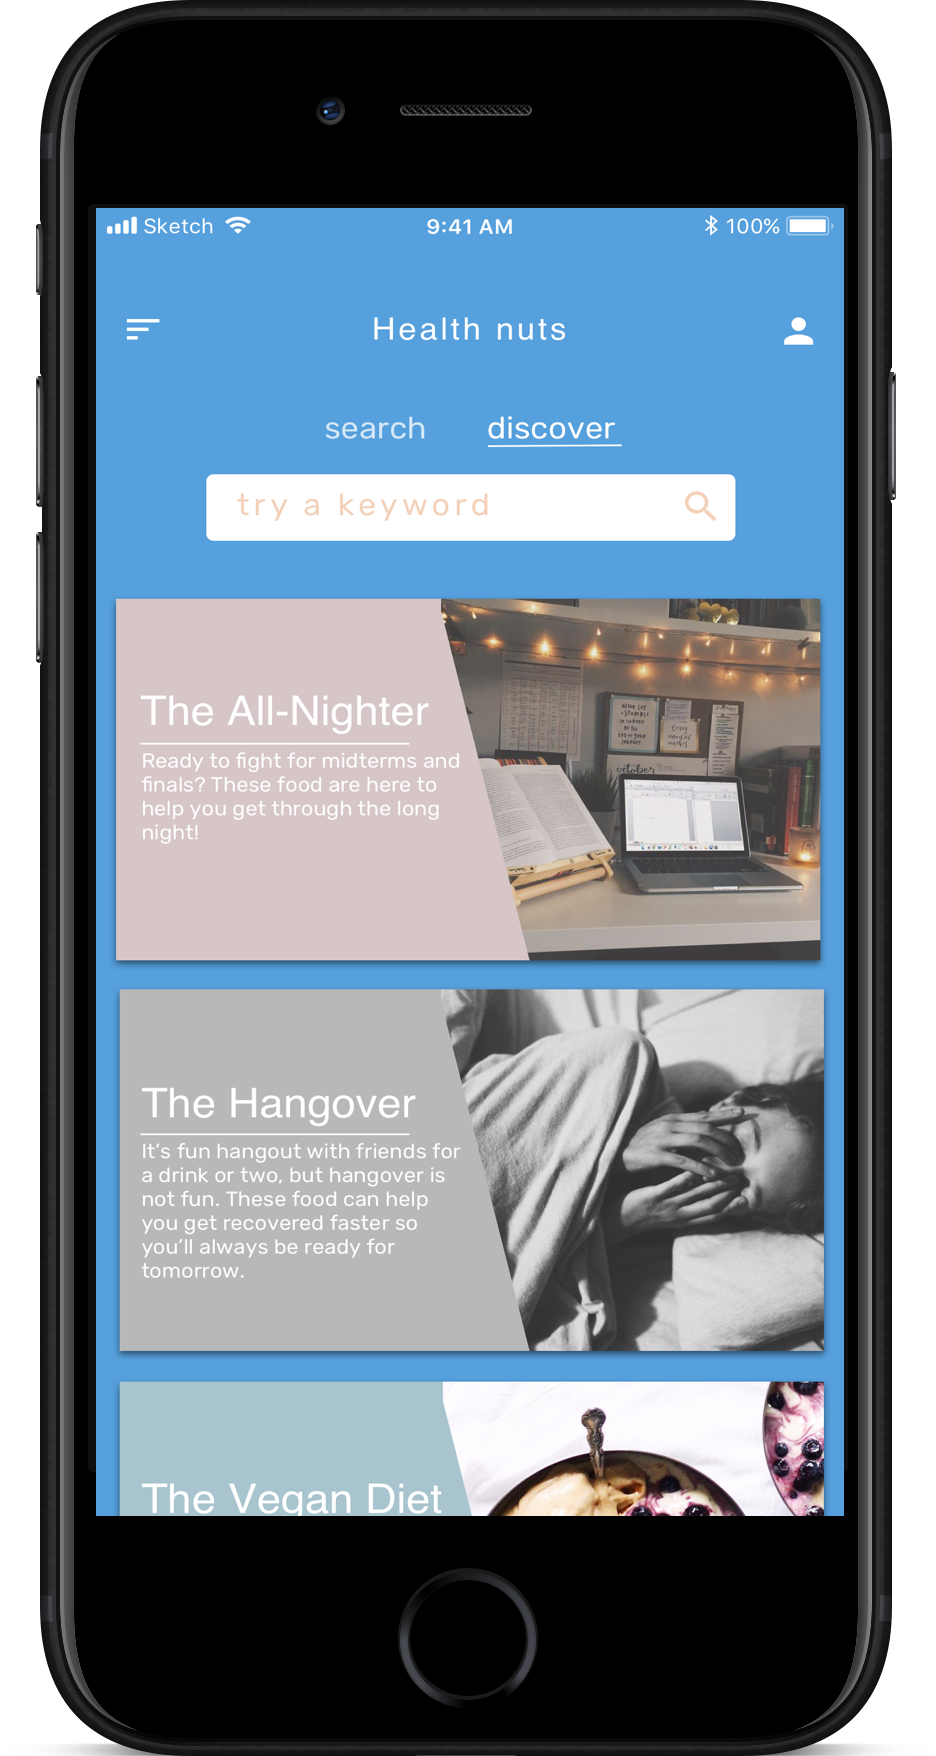 Sketch 9:41 AM 100%
Health nuts
search discover
try a keyword
The All-Nighter
Ready to fight for midterms and
finals? These food are here to
help you get through the long
night!
october
The Hangover
It's fun hangout with friends for
a drink or two, but hangover is
not fun. These food can help
you get recovered faster so
you'll always be ready for
tomorrow.
The Vegan Diet